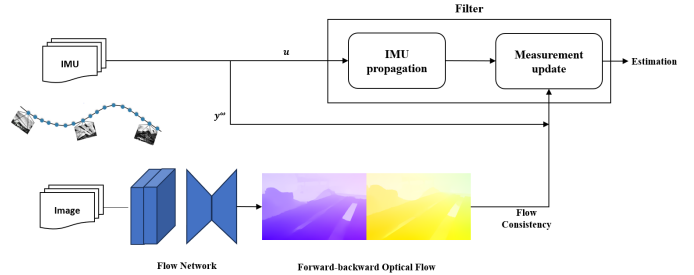 Filter
IMU
u
IMU
propagation
Measurement
update
Estimation
y^ω
Image
Flow
Consistency
Flow Network
Forward-backward Optical Flow